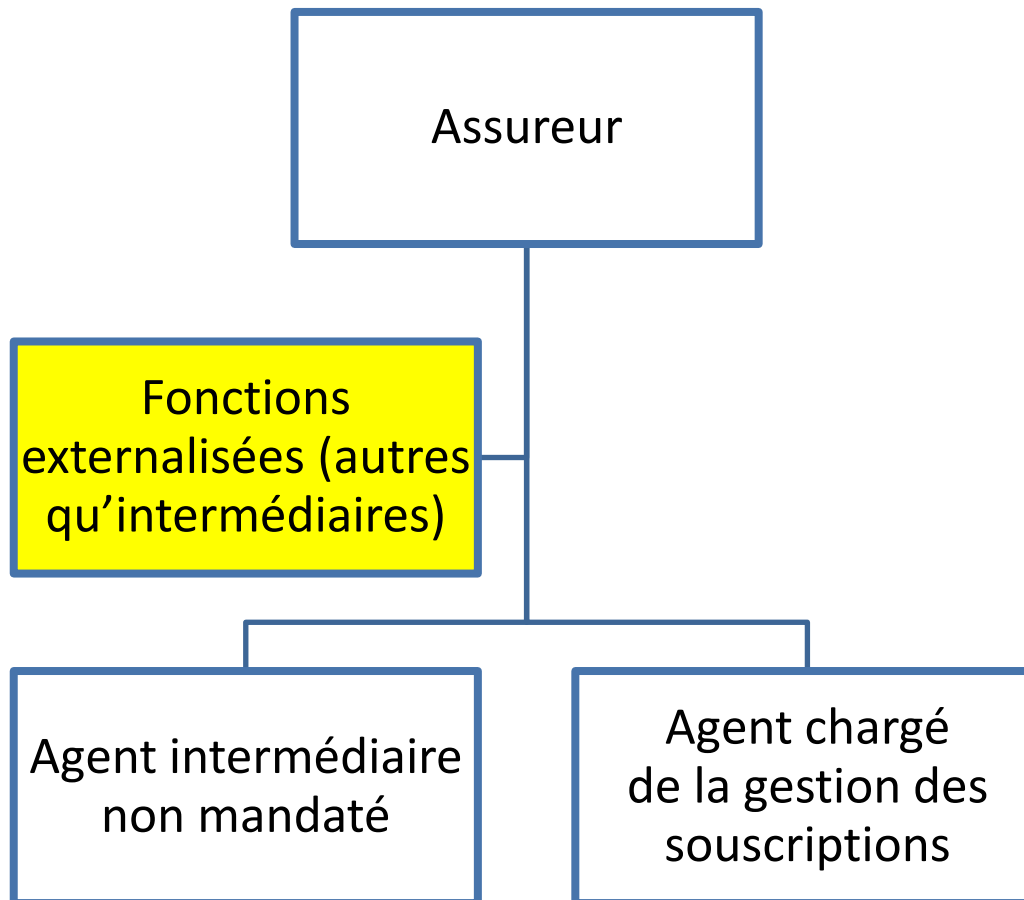 Assureur
Fonctions
externalisées (autres
qu’intermédiaires)
Agent intermédiaire
non mandaté
Agent chargé
de la gestion des
souscriptions